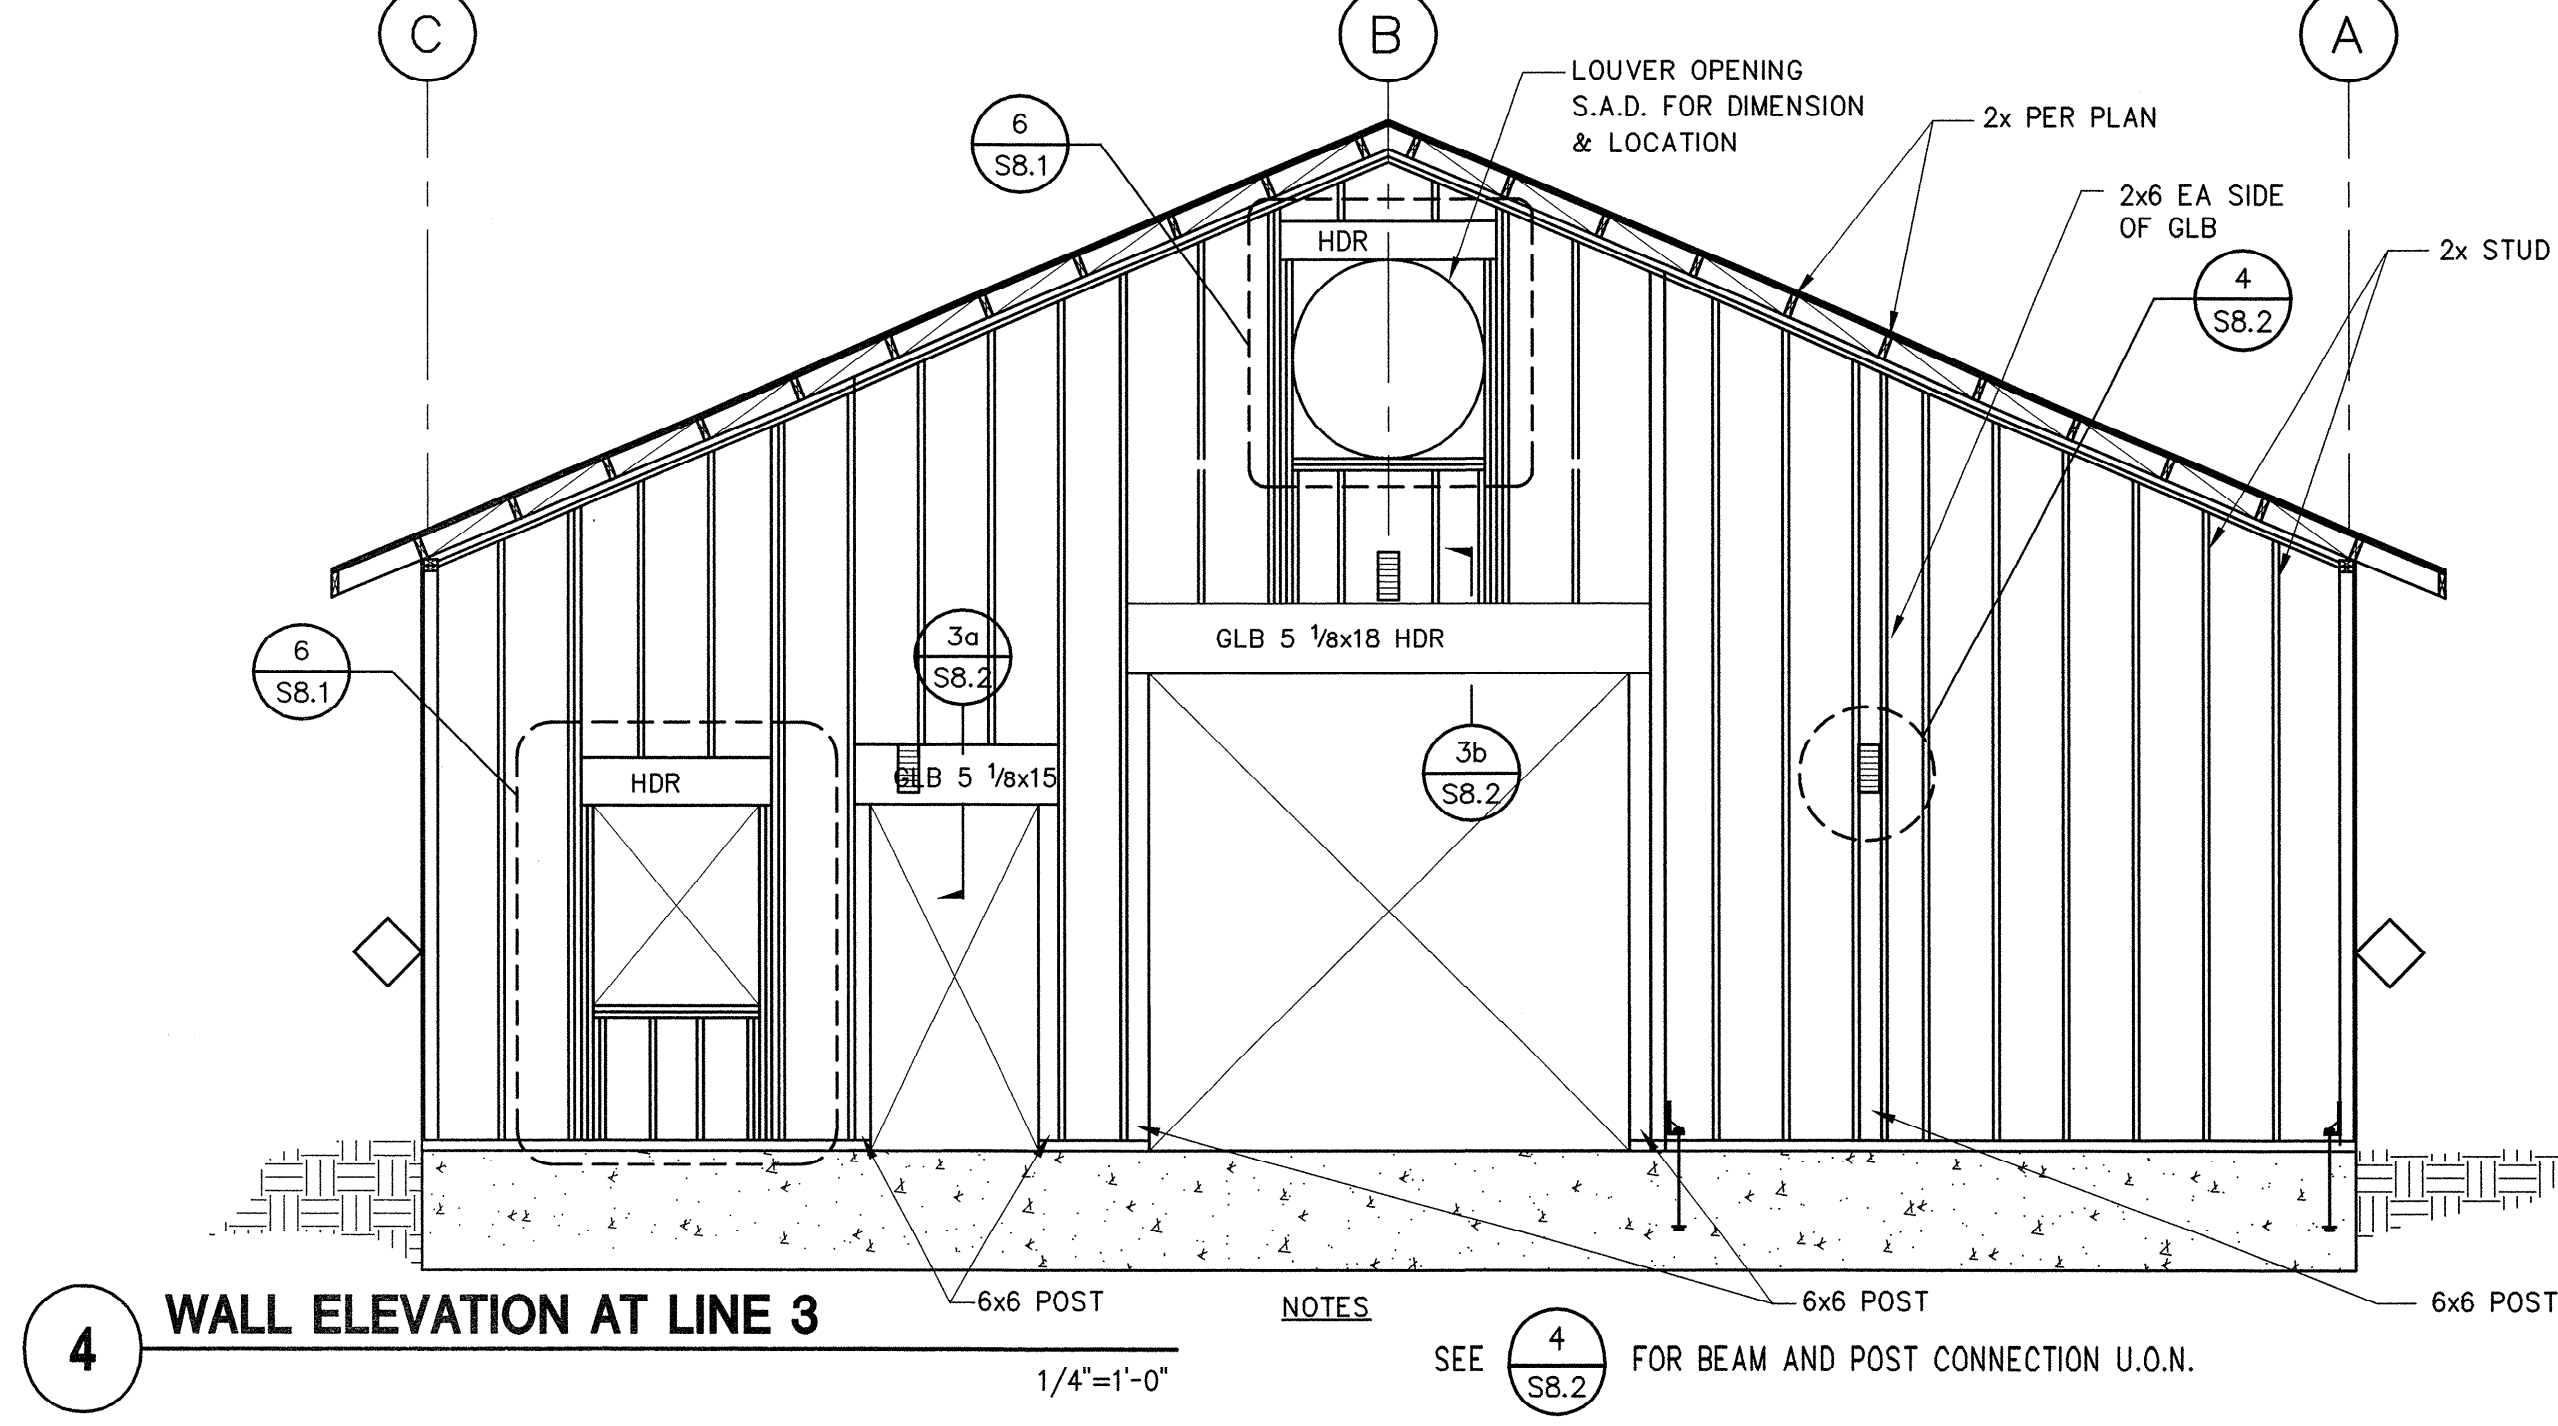 C
B
A
LOUVER OPENING
S.A.D. FOR DIMENSION
& LOCATION
6
S8.1
2x PER PLAN
2x6 EA SIDE
OF GLB
2x STUD
4
S8.2
HDR
6
S8.1
3a
S8.2
GLB 5 1/8x18 HDR
3b
S8.2
HDR
GLB 5 1/8x15
6x6 POST
6x6 POST
6x6 POST
4
WALL ELEVATION AT LINE 3
1/4"=1'-0"
NOTES
SEE 4 FOR BEAM AND POST CONNECTION U.O.N.
S8.2